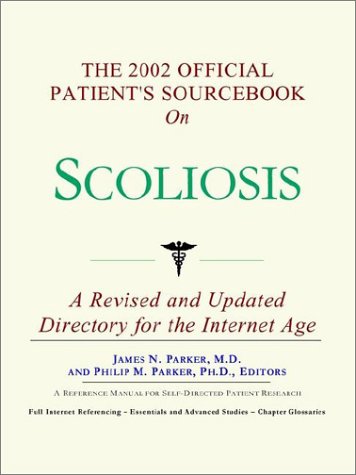 THE 2002 OFFICIAL
PATIENT'S SOURCEBOOK
On
SCOLIOSIS
A Revised and Updated
Directory for the Internet Age
JAMES N. PARKER, M.D.
AND PHILIP M. PARKER, PH.D., EDITORS
A REFERENCE MANUAL FOR SELF-DIRECTED PATIENT RESEARCH
Full Internet Referencing ~ Essentials and Advanced Studies ~ Chapter Glossaries